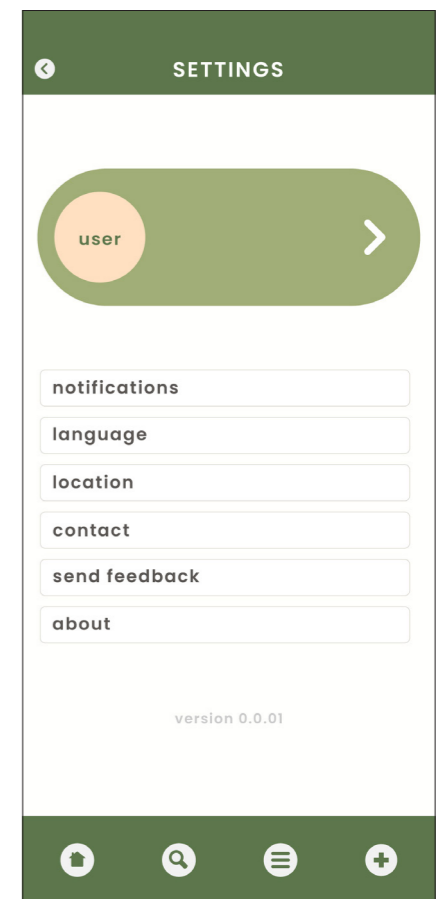 SETTINGS
user
notifications
language
location
contact
send feedback
about
version 0.0.01